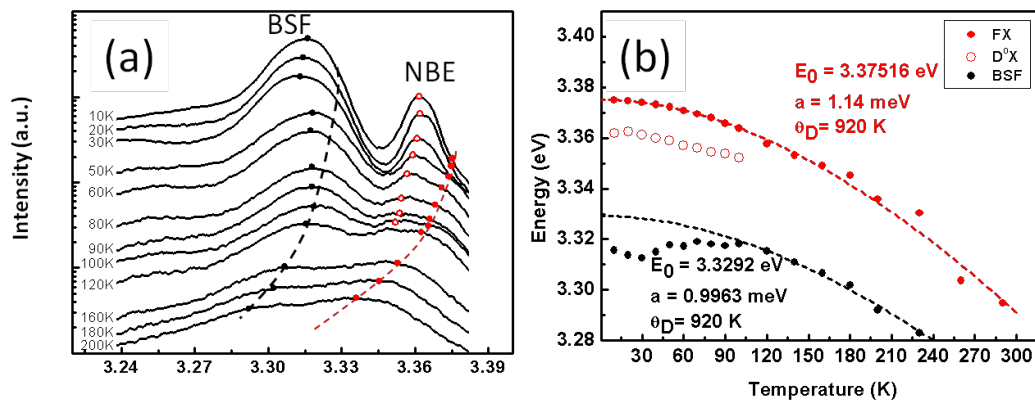 (a)
BSF
NBE
Intensity (a.u.)
10K
20K
30K
50K
60K
80K
90K
100K
120K
160K
180K
200K
3.24 3.27 3.30 3.33 3.36 3.39
(b)
FX
D⁰X
BSF
E₀ = 3.37516 eV
a = 1.14 meV
θD= 920 K
E₀ = 3.3292 eV
a = 0.9963 meV
θD= 920 K
Energy (eV)
3.40
3.38
3.36
3.34
3.32
3.30
3.28
30 60 90 120 150 180 210 240 270 300
Temperature (K)